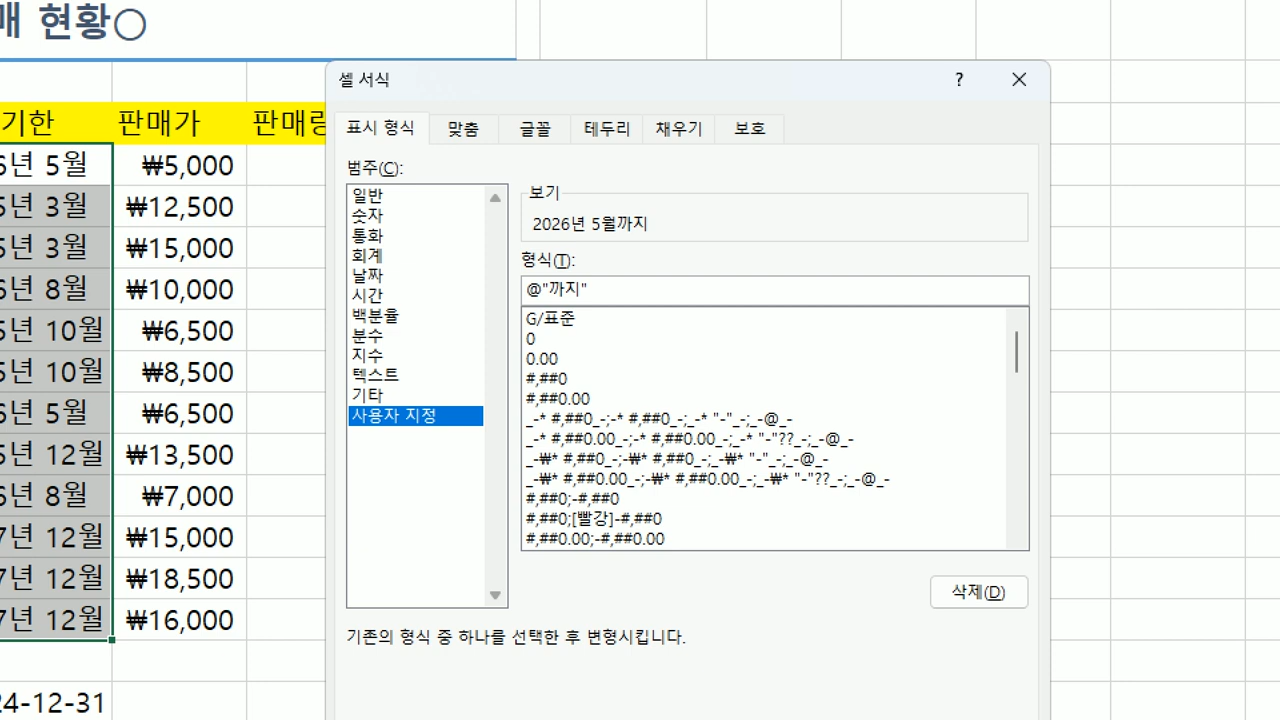 매 현황○
셀 서식
?
표시 형식 맞춤 글꼴 테두리 채우기 보호
기한 판매가 판매량
범주(C):
6년 5월 ₩5,000
5년 3월 ₩12,500
5년 3월 ₩15,000
6년 8월 ₩10,000
5년 10월 ₩6,500
5년 10월 ₩8,500
6년 5월 ₩6,500
5년 12월 ₩13,500
6년 8월 ₩7,000
7년 12월 ₩15,000
7년 12월 ₩18,500
7년 12월 ₩16,000
24-12-31
일반
숫자
통화
회계
날짜
시간
백분율
분수
지수
텍스트
기타
사용자 지정
보기
2026년 5월까지
형식(T):
@"까지"
G/표준
0
0.00
#,##0
#,##0.00
_-* #,##0_-;-* #,##0_-;_-* "-"_-;_-@_-
_-* #,##0.00_-;-* #,##0.00_-;_-* "-"??_-;_-@_-
_-₩* #,##0_-;-₩* #,##0_-;_-₩* "-"_-;_-@_-
_-₩* #,##0.00_-;-₩* #,##0.00_-;_-₩* "-"??_-;_-@_-
#,##0;-#,##0
#,##0;[빨강]-#,##0
#,##0.00;-#,##0.00
삭제(D)
기존의 형식 중 하나를 선택한 후 변형시킵니다.